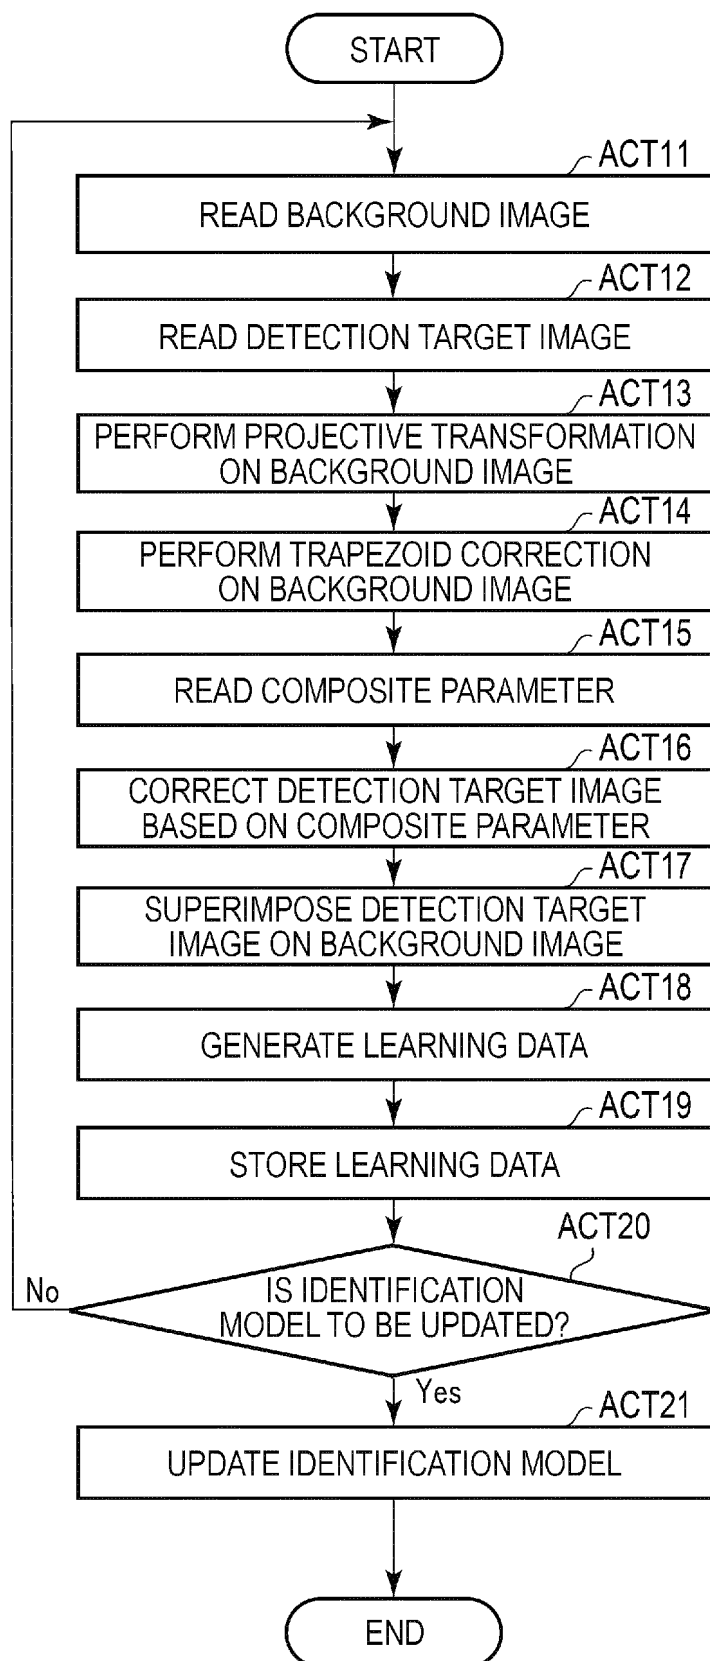 START
ACT11
READ BACKGROUND IMAGE
ACT12
READ DETECTION TARGET IMAGE
ACT13
PERFORM PROJECTIVE TRANSFORMATION
ON BACKGROUND IMAGE
ACT14
PERFORM TRAPEZOID CORRECTION
ON BACKGROUND IMAGE
ACT15
READ COMPOSITE PARAMETER
ACT16
CORRECT DETECTION TARGET IMAGE
BASED ON COMPOSITE PARAMETER
ACT17
SUPERIMPOSE DETECTION TARGET
IMAGE ON BACKGROUND IMAGE
ACT18
GENERATE LEARNING DATA
ACT19
STORE LEARNING DATA
ACT20
No
IS IDENTIFICATION
MODEL TO BE UPDATED?
Yes
ACT21
UPDATE IDENTIFICATION MODEL
END